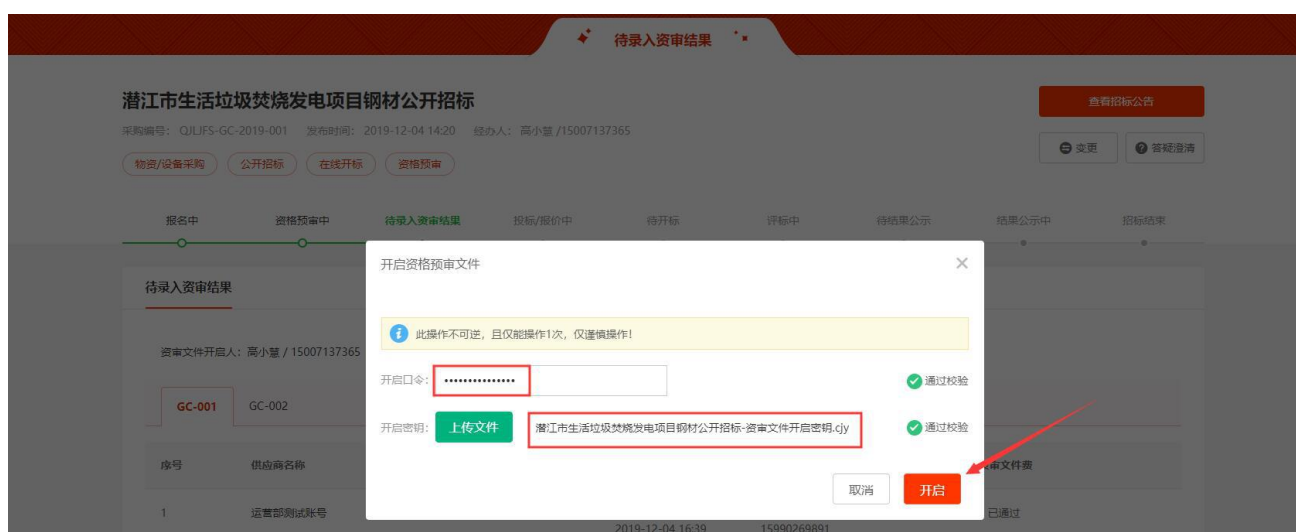 待录入资审结果
潜江市生活垃圾焚烧发电项目钢材公开招标
查看招标公告
采购编号： QJLJFS-GC-2019-001 发布时间： 2019-12-04 14:20 经办人： 高小慧 /15007137365
变更 答疑澄清
物资/设备采购 公开招标 在线开标 资格预审
报名中 资格预审中 待录入资审结果 投标/报价中 待开标 评标中 待结果公示 结果公示中 招标结束
开启资格预审文件
待录入资审结果
此操作不可逆，且仅能操作1次，仅谨慎操作！
资审文件开启人：高小慧 / 15007137365
开启口令： ••••••••••••••• 通过校验
GC-001 GC-002
开启密钥： 上传文件 潜江市生活垃圾焚烧发电项目钢材公开招标-资审文件开启密钥.cjy 通过校验
序号 供应商名称 审文件费
取消 开启
1 运营部测试账号 已通过
2019-12-04 16:39 15990269891